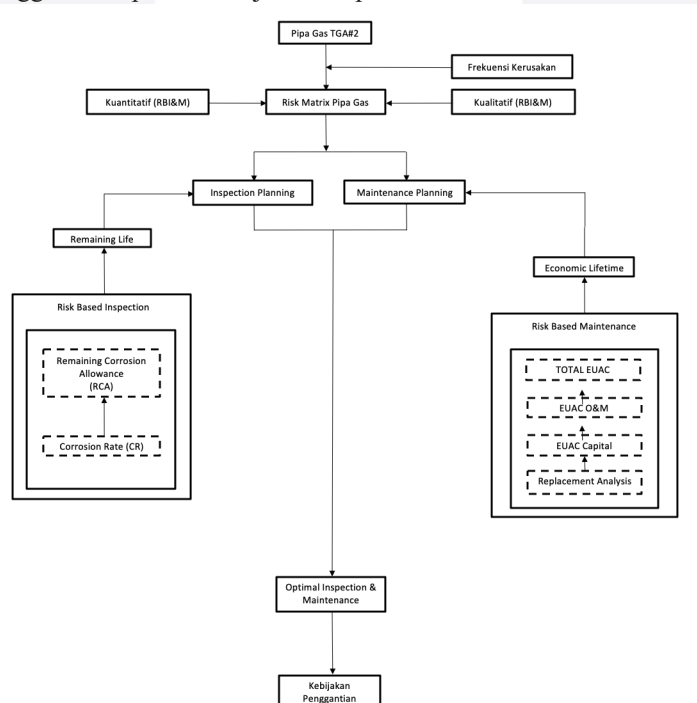 Pipa Gas TGA#2
Frekuensi Kerusakan
Kuantitatif (RBI&M)
Risk Matrix Pipa Gas
Kualitatif (RBI&M)
Inspection Planning
Maintenance Planning
Remaining Life
Economic Lifetime
Risk Based Inspection
Remaining Corrosion
Allowance
(RCA)
Corrosion Rate (CR)
Risk Based Maintenance
TOTAL EUAC
EUAC O&M
EUAC Capital
Replacement Analysis
Optimal Inspection &
Maintenance
Kebijakan
Penggantian